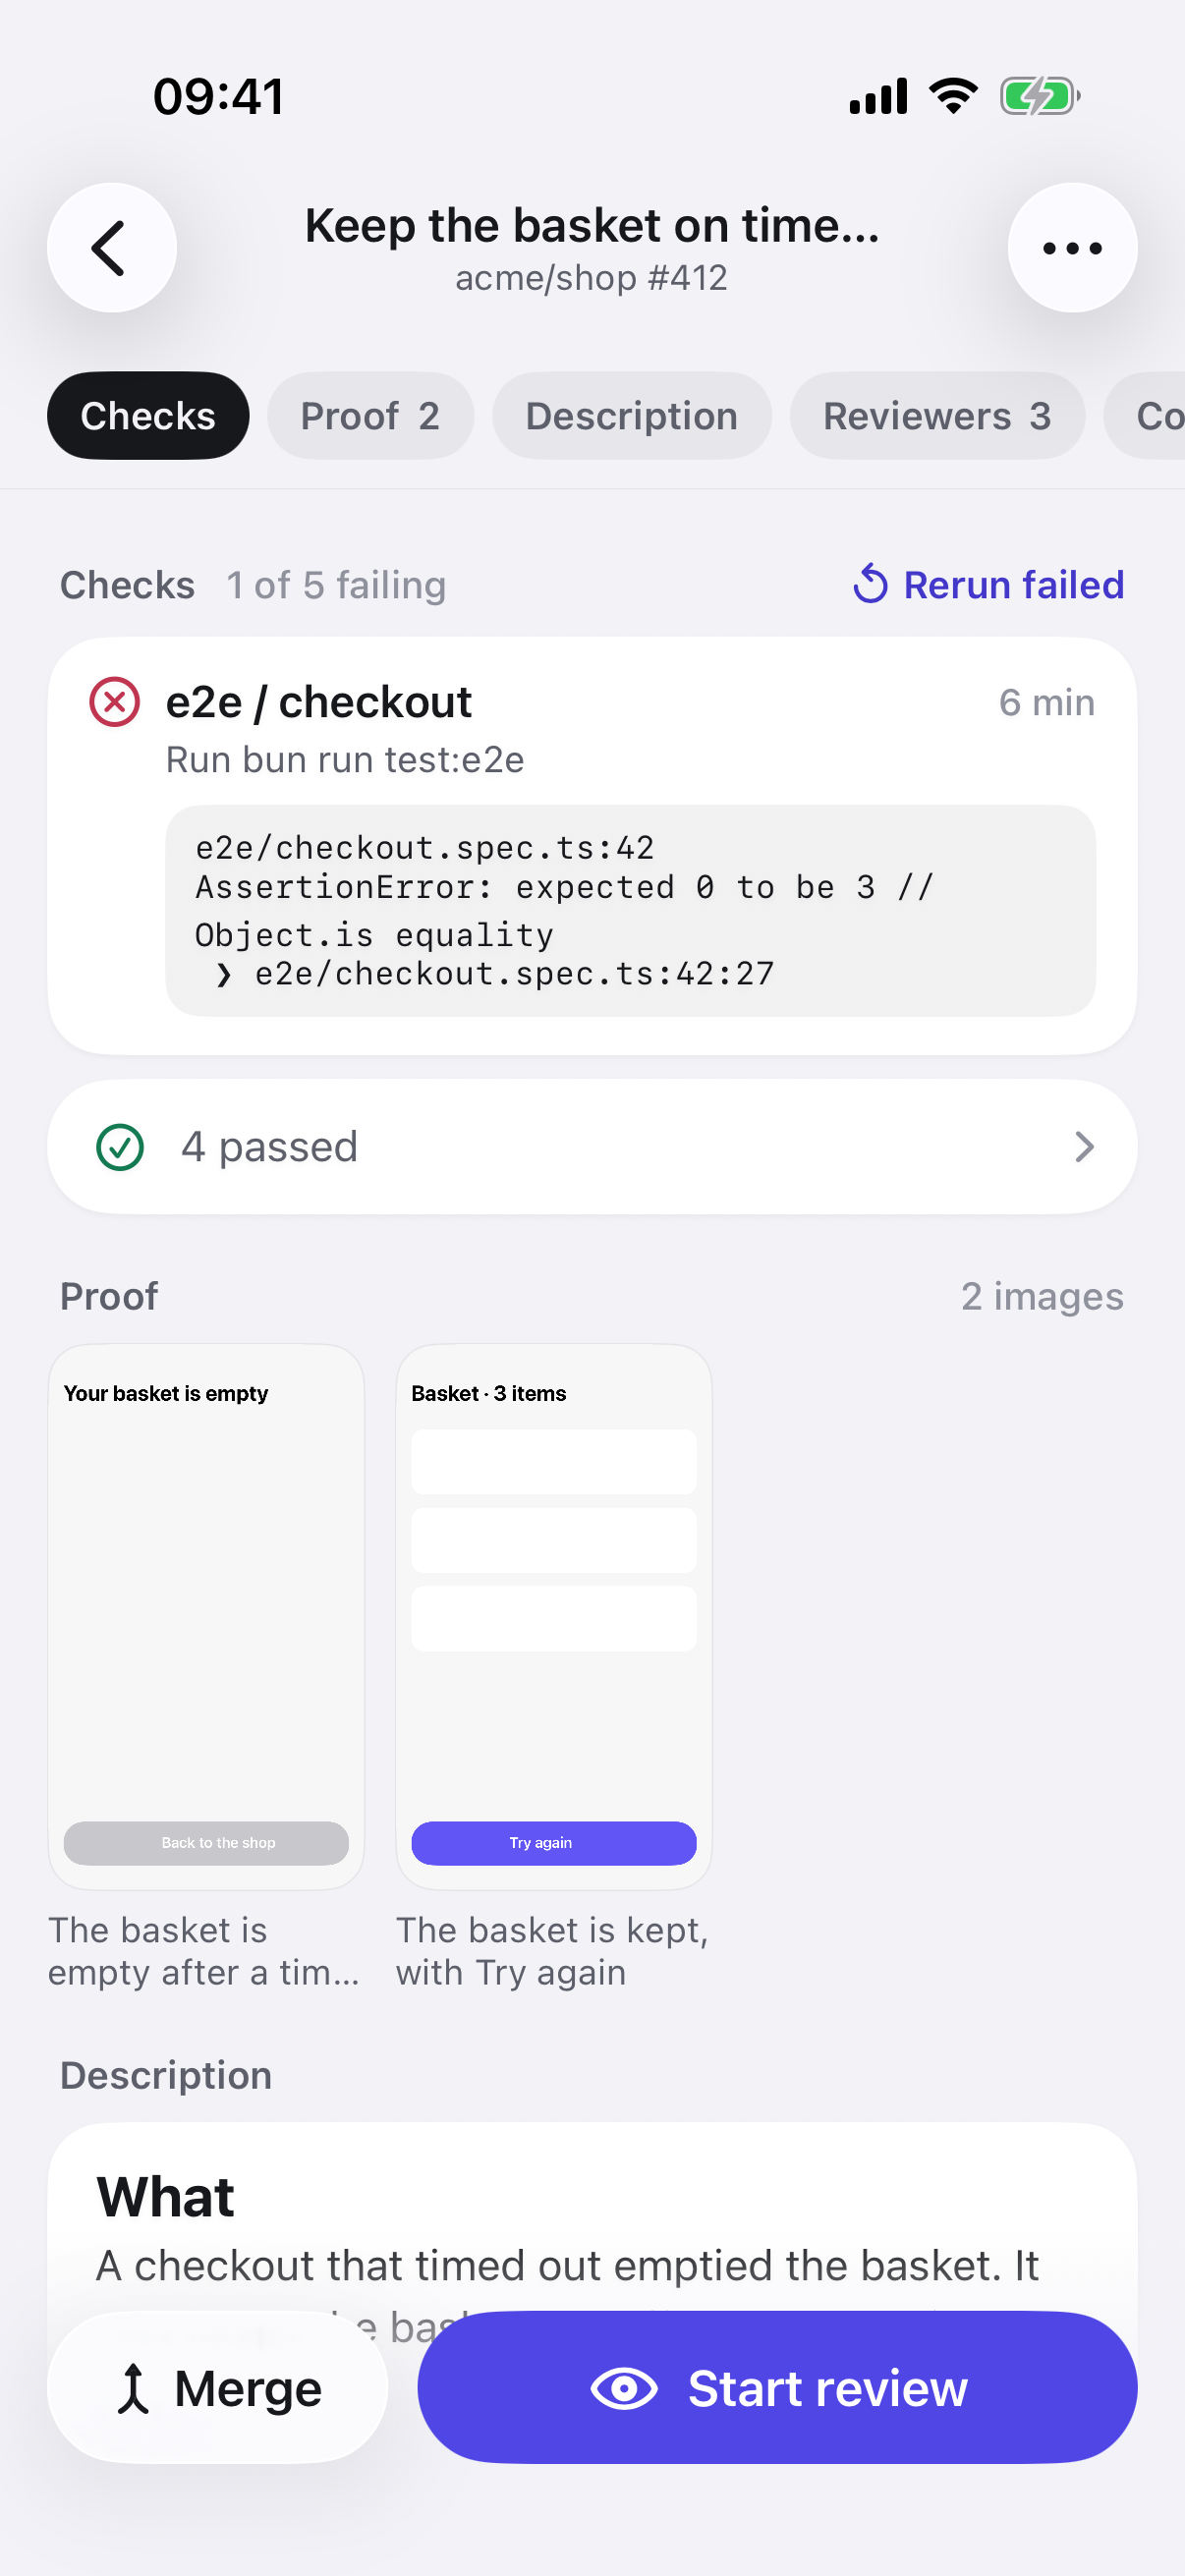 09:41
Keep the basket on time...
acme/shop #412
Checks
Proof 2
Description
Reviewers 3
Co
Checks 1 of 5 failing
Rerun failed
e2e / checkout
6 min
Run bun run test:e2e
e2e/checkout.spec.ts:42
AssertionError: expected 0 to be 3 //
Object.is equality
❯ e2e/checkout.spec.ts:42:27
4 passed
Proof
2 images
Your basket is empty
Back to the shop
Basket · 3 items
Try again
The basket is
empty after a tim...
The basket is kept,
with Try again
Description
What
A checkout that timed out emptied the basket. It
Merge
Start review